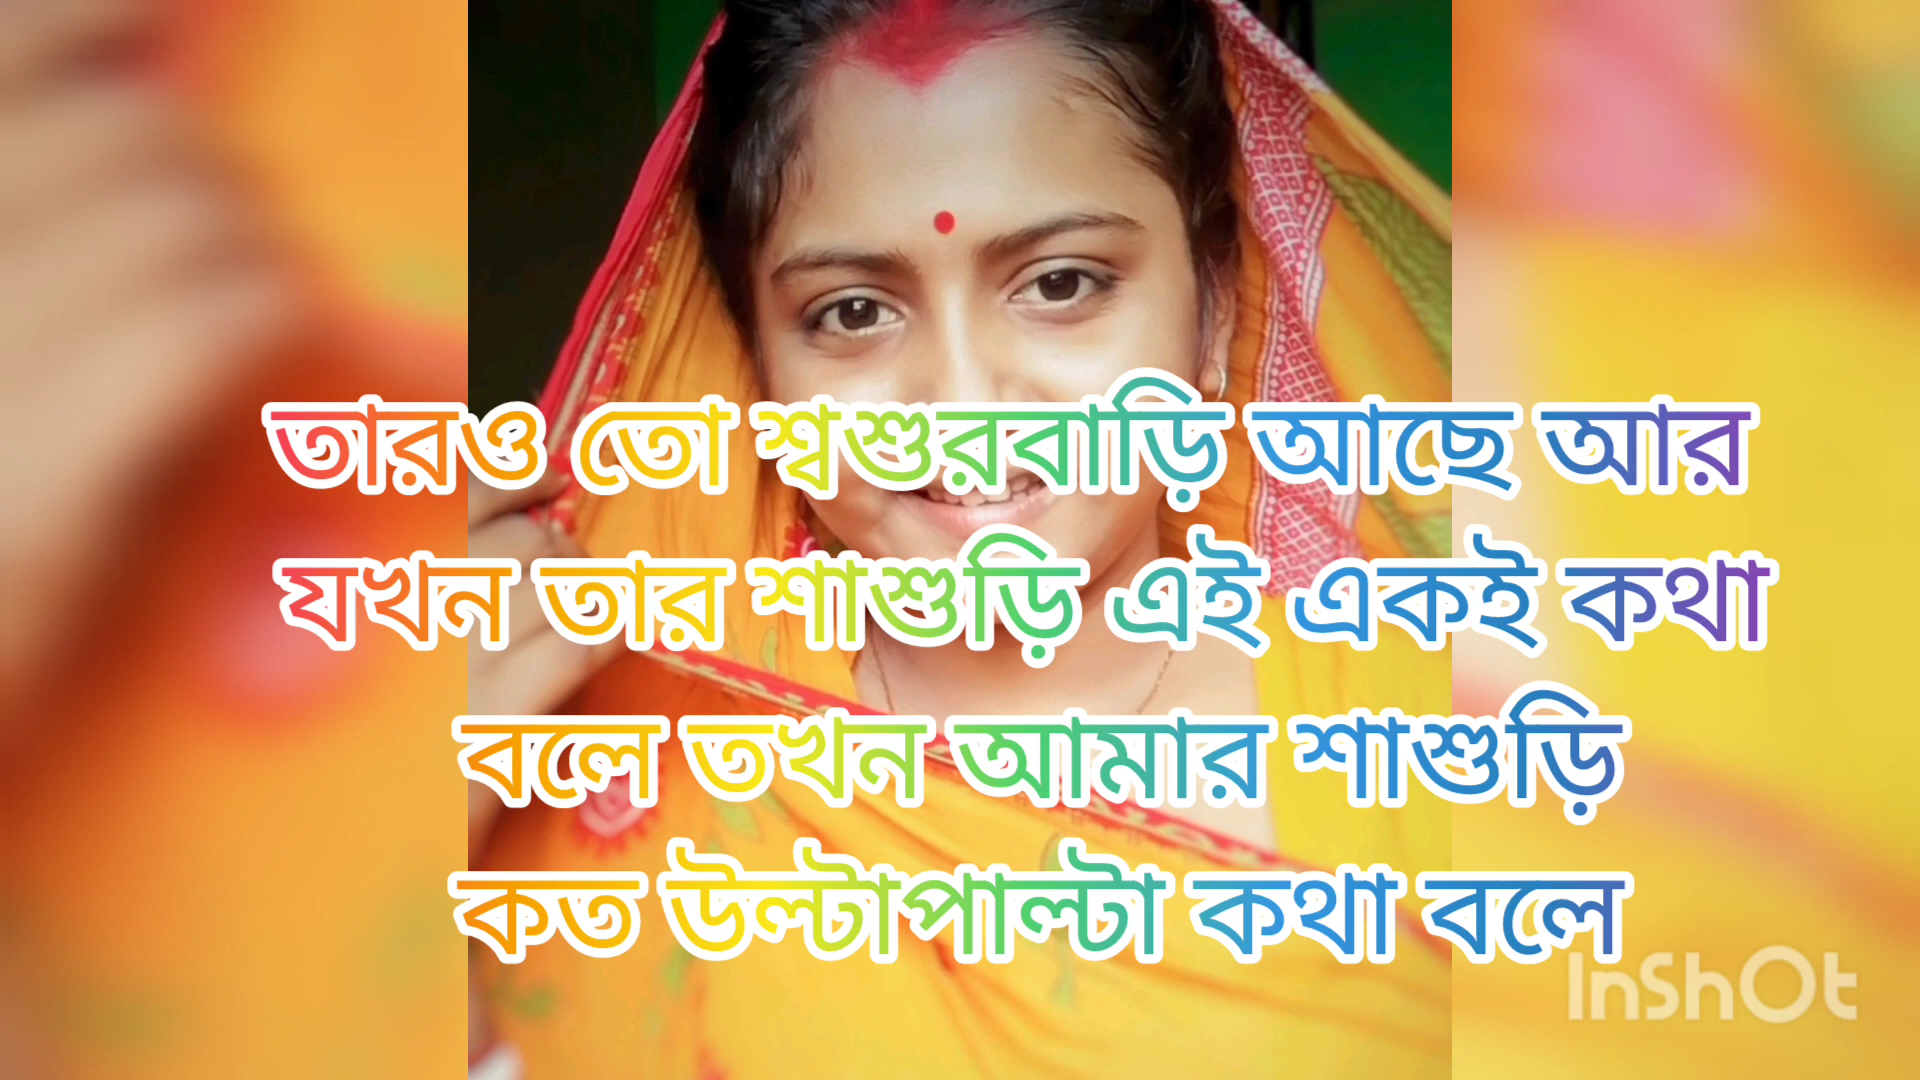 তারও তো শ্বশুরবাড়ি আছে আর
যখন তার শাশুড়ি এই একই কথা
বলে তখন আমার শাশুড়ি
কত উল্টাপাল্টা কথা বলে
InShOt